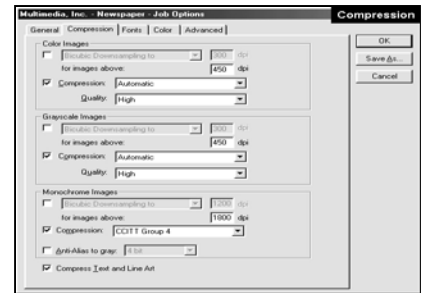 Multimedia, Inc. - Newspaper - Job Options
Compression
General Compression Fonts Color Advanced
OK
Save As...
Cancel
Color Images
Bicubic Downsampling to 300 dpi
for images above: 450 dpi
Compression: Automatic
Quality: High
Grayscale Images
Bicubic Downsampling to 300 dpi
for images above: 450 dpi
Compression: Automatic
Quality: High
Monochrome Images
Bicubic Downsampling to 1200 dpi
for images above: 1800 dpi
Compression: CCITT Group 4
Anti-Alias to gray: 4 bit
Compress Text and Line Art